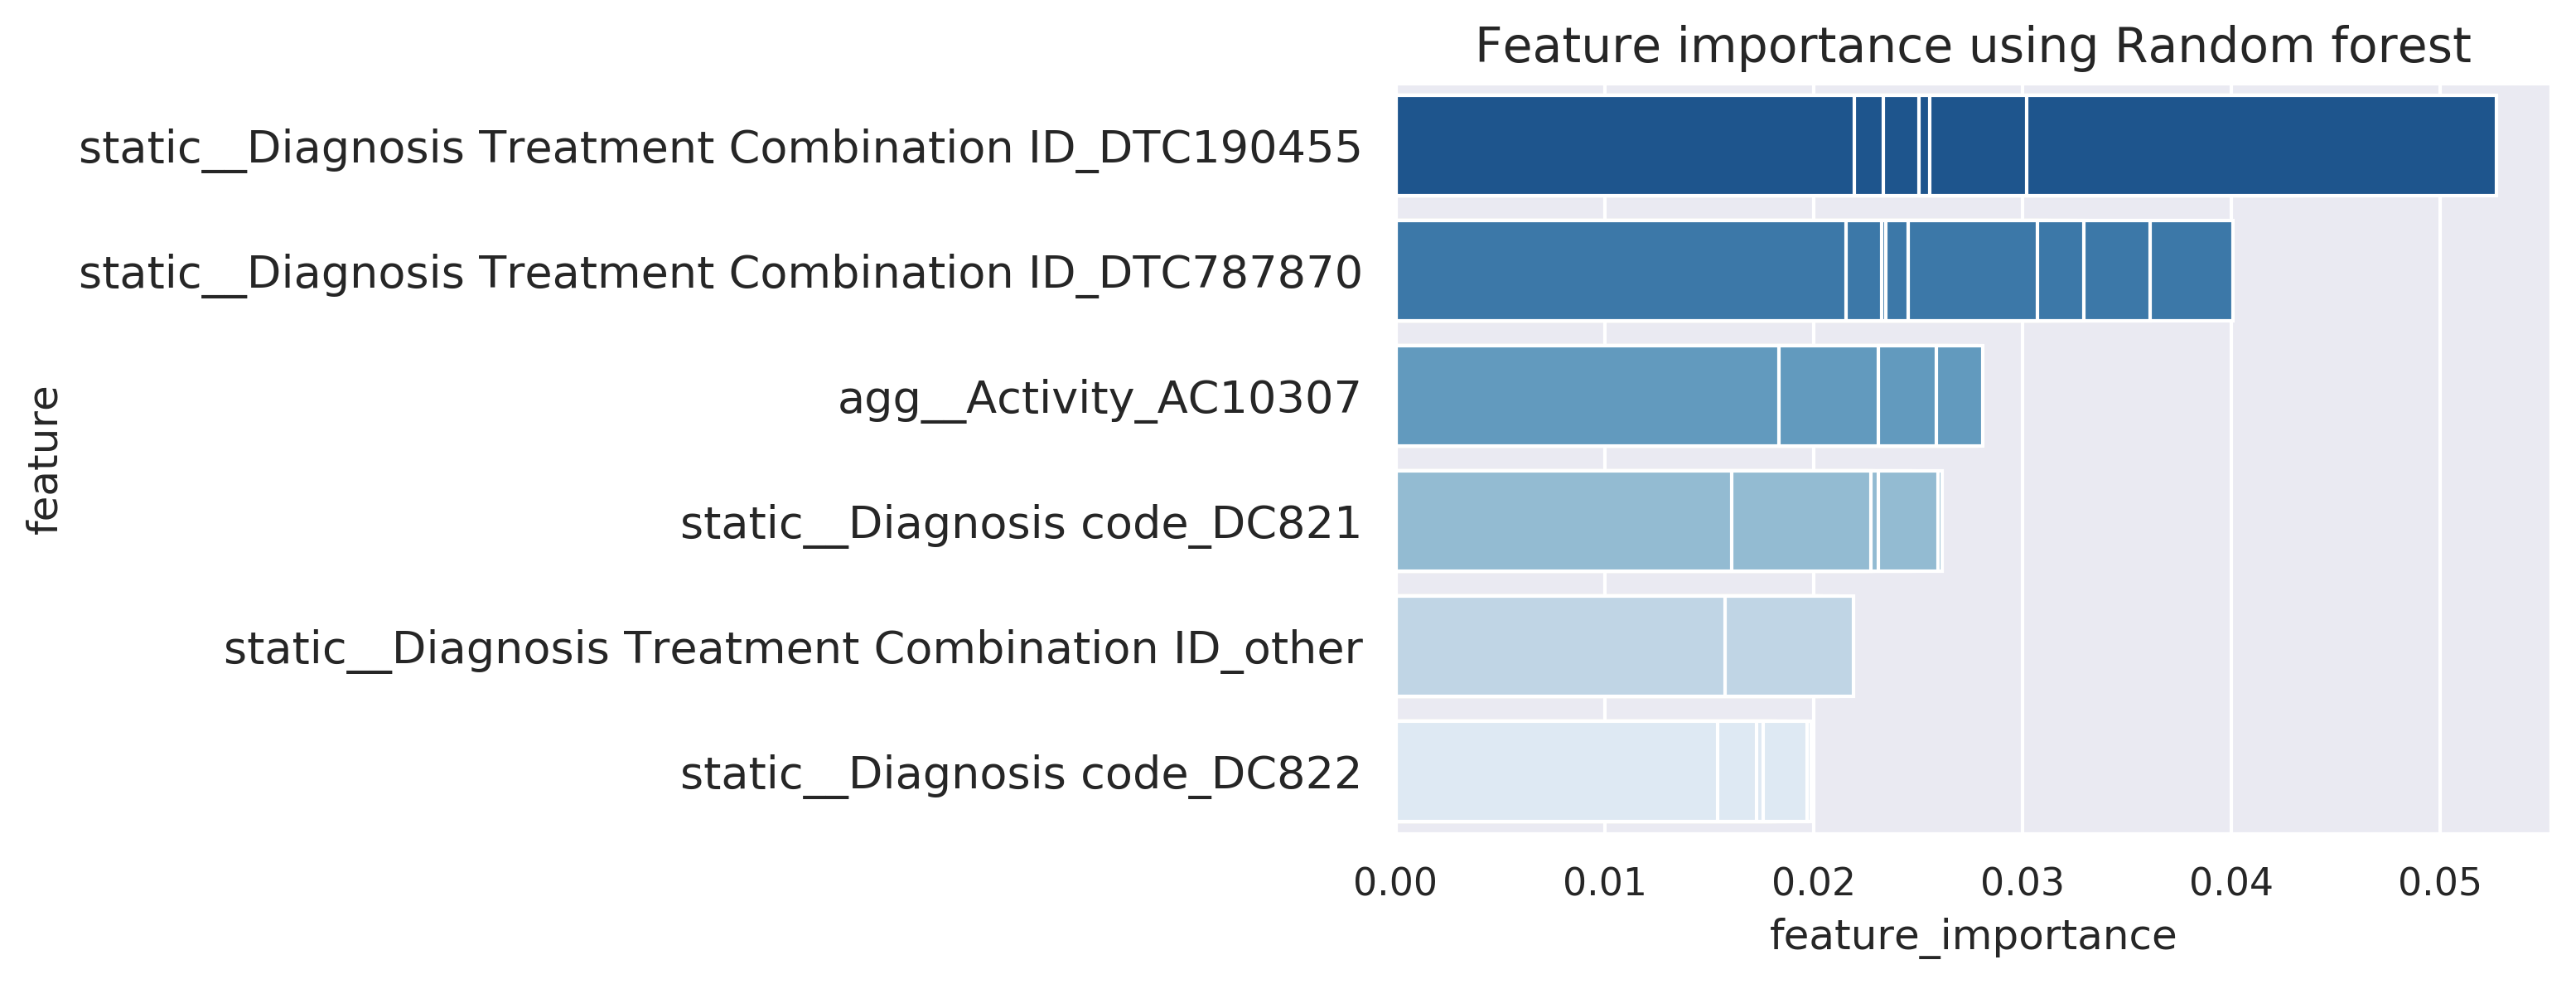 Feature importance using Random forest
static__Diagnosis Treatment Combination ID_DTC190455
static__Diagnosis Treatment Combination ID_DTC787870
agg__Activity_AC10307
static__Diagnosis code_DC821
static__Diagnosis Treatment Combination ID_other
static__Diagnosis code_DC822
feature
0.00 0.01 0.02 0.03 0.04 0.05
feature_importance